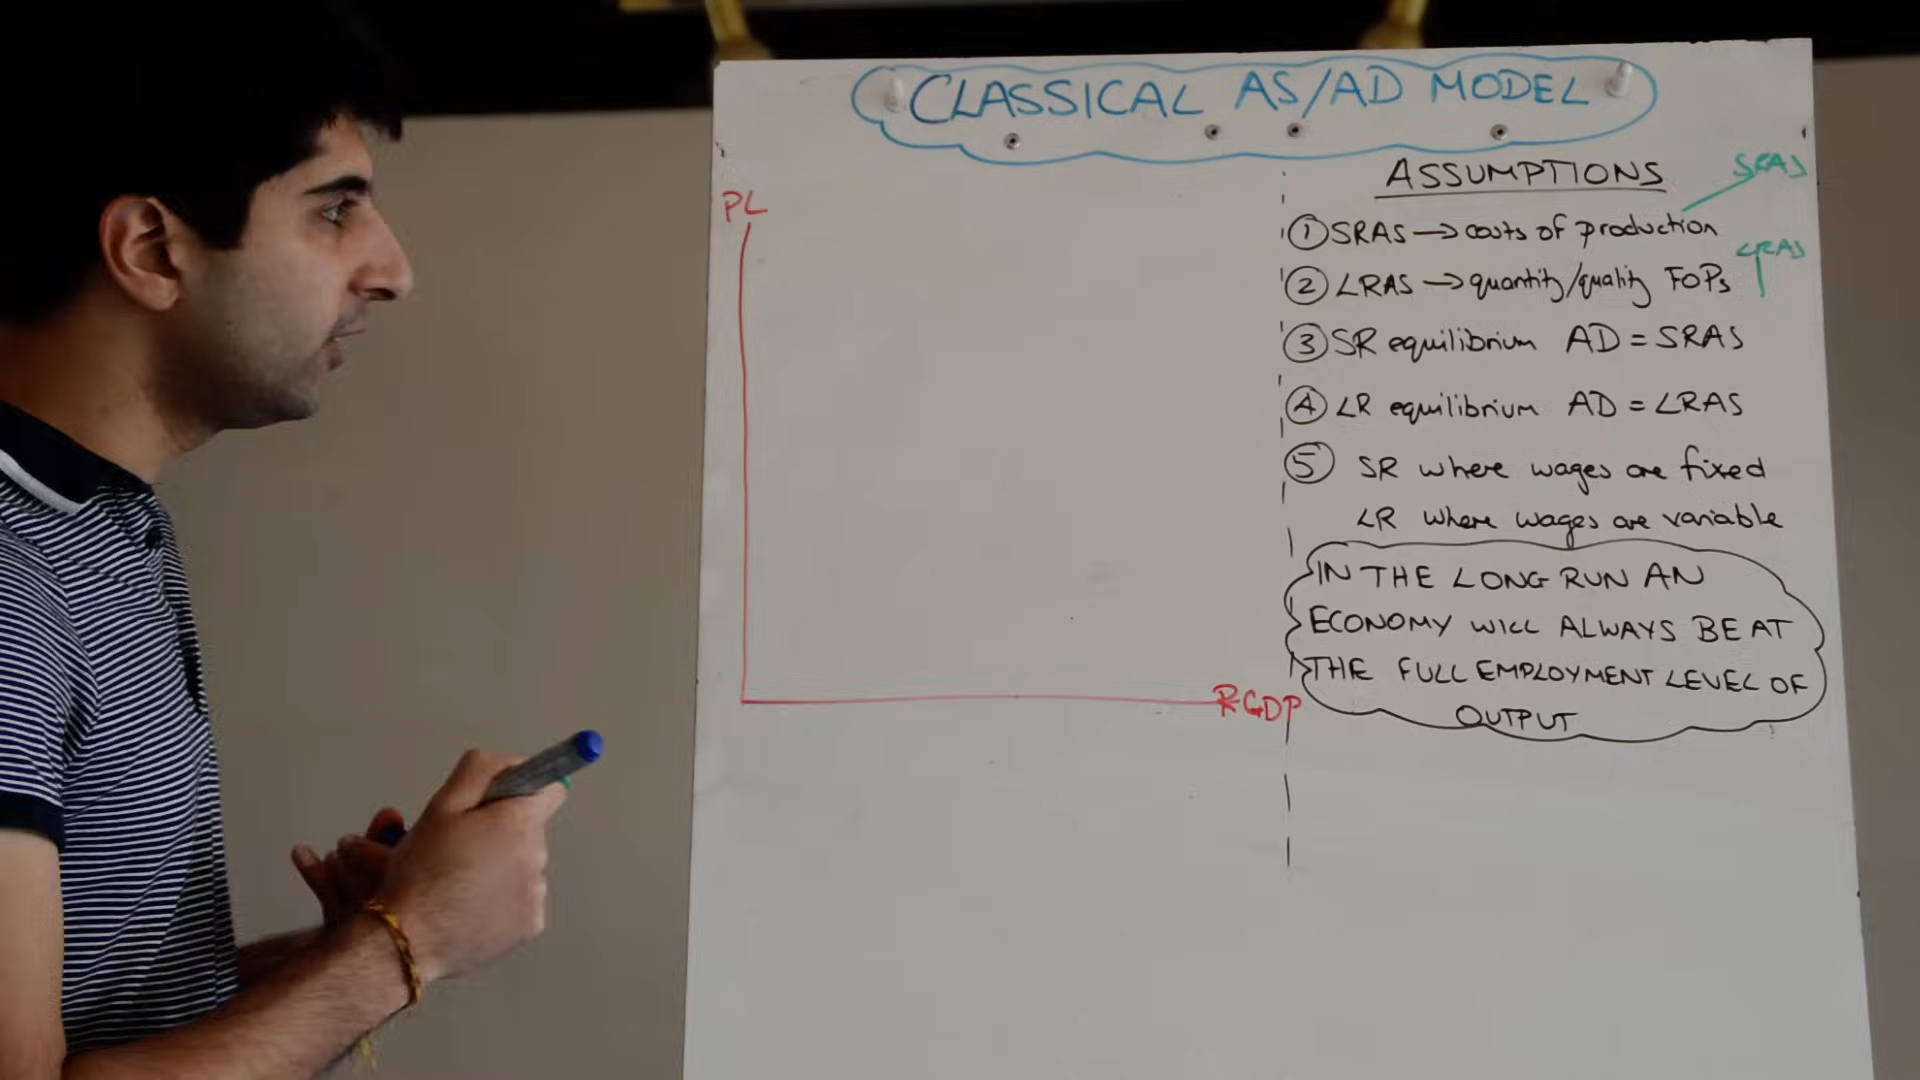 CLASSICAL AS/AD MODEL
ASSUMPTIONS
SRAS
① SRAS → costs of production
LRAS
② LRAS → quantity/quality FOPs
③ SR equilibrium AD = SRAS
④ LR equilibrium AD = LRAS
⑤ SR where wages are fixed
LR where wages are variable
IN THE LONG RUN AN
ECONOMY WILL ALWAYS BE AT
THE FULL EMPLOYMENT LEVEL OF
OUTPUT
PL
RGDP